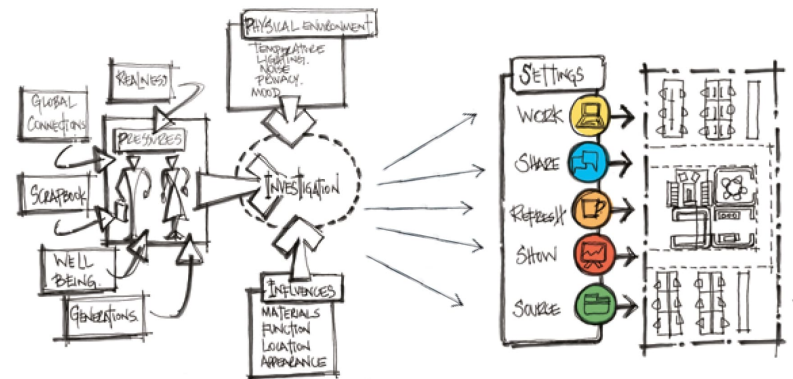 PHYSICAL ENVIRONMENT
TEMPERATURE
LIGHTING.
NOISE
PRIVACY.
MOOD
REALNESS
GLOBAL
CONNECTIONS
PRESSURES
SCRAPBOOK
WELL
BEING.
GENERATIONS.
INVESTIGATION
INFLUENCES
MATERIALS
FUNCTION
LOCATION
APPEARANCE
SETTINGS
WORK
SHARE
REFRESH
SHOW
SOURCE